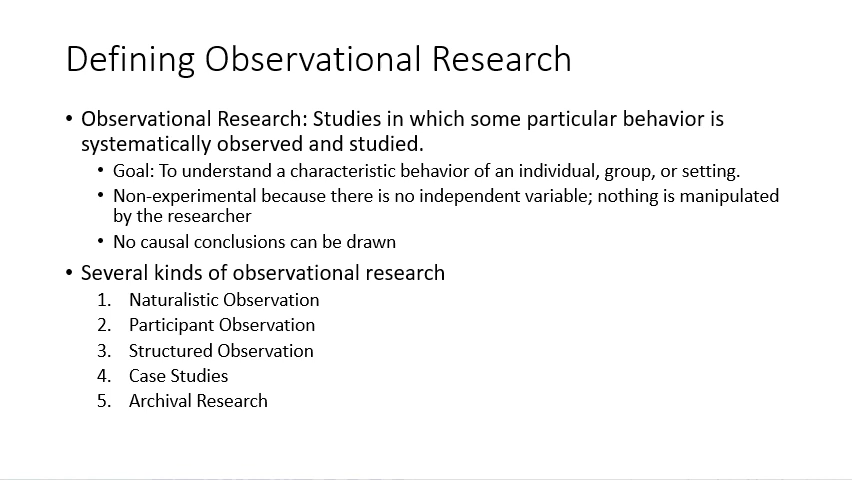 Defining Observational Research
• Observational Research: Studies in which some particular behavior is
systematically observed and studied.
• Goal: To understand a characteristic behavior of an individual, group, or setting.
• Non-experimental because there is no independent variable; nothing is manipulated
by the researcher
• No causal conclusions can be drawn
• Several kinds of observational research
1. Naturalistic Observation
2. Participant Observation
3. Structured Observation
4. Case Studies
5. Archival Research